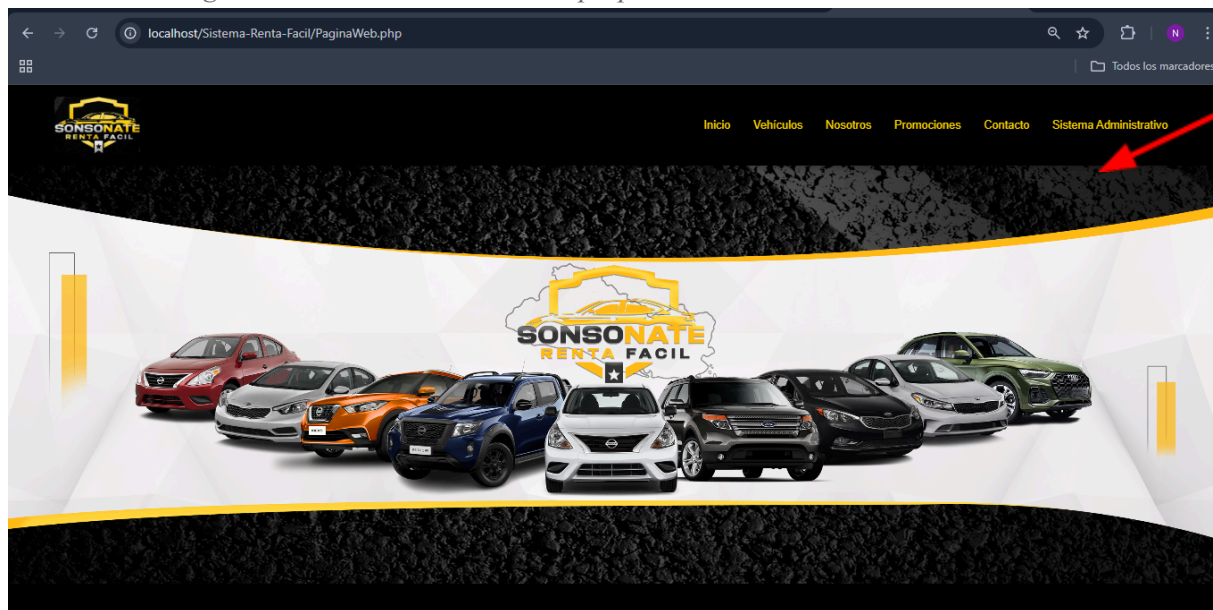 localhost/Sistema-Renta-Facil/PaginaWeb.php
N
Todos los marcadores
SONSONATE
RENTA FACIL
Inicio Vehículos Nosotros Promociones Contacto Sistema Administrativo
SONSONATE
RENTA FACIL